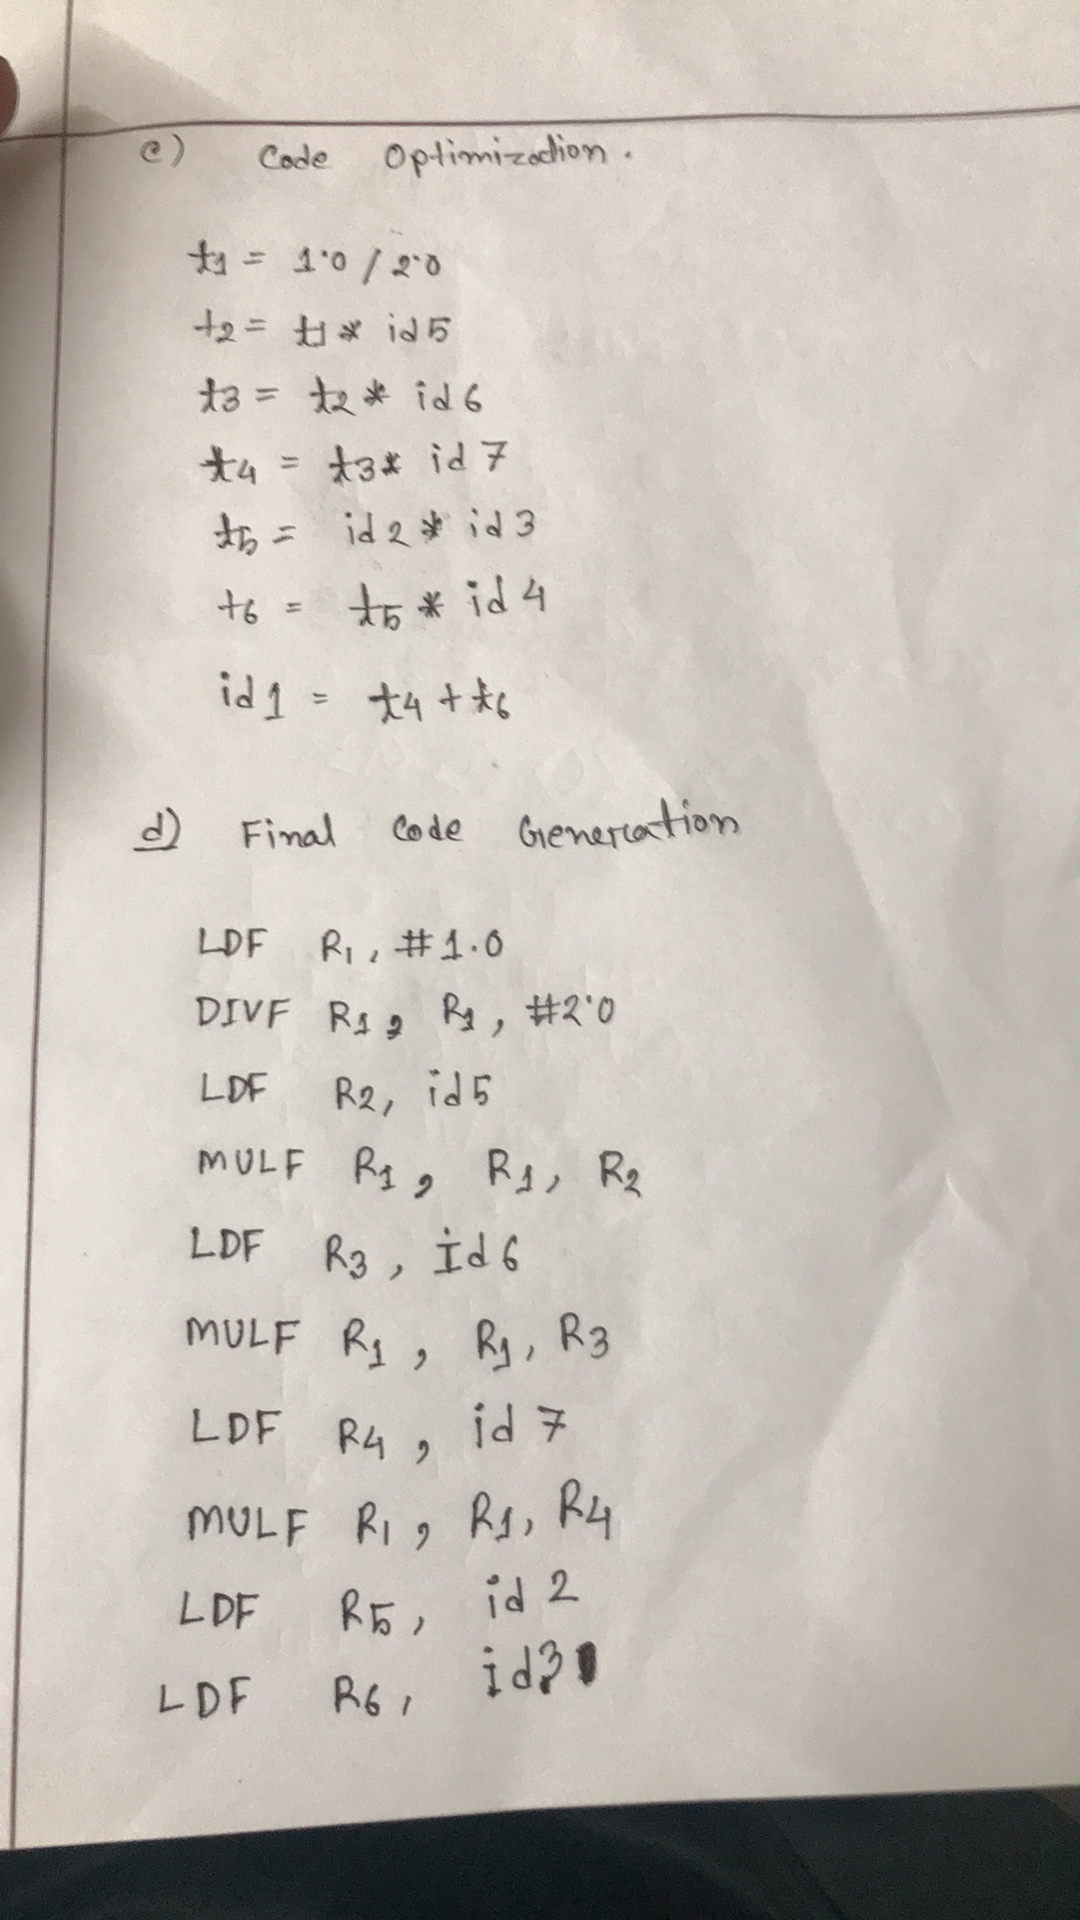 c) Code Optimization.
t1 = 1.0 / 2.0
t2 = t1 * id5
t3 = t2 * id6
t4 = t3 * id7
t5 = id2 * id3
t6 = t5 * id4
id1 = t4 + t6
d) Final Code Generation
LDF R1, #1.0
DIVF R1, R1, #2.0
LDF R2, id5
MULF R1, R1, R2
LDF R3, Id6
MULF R1, R1, R3
LDF R4, id7
MULF R1, R1, R4
LDF R5, id2
LDF R6, id3